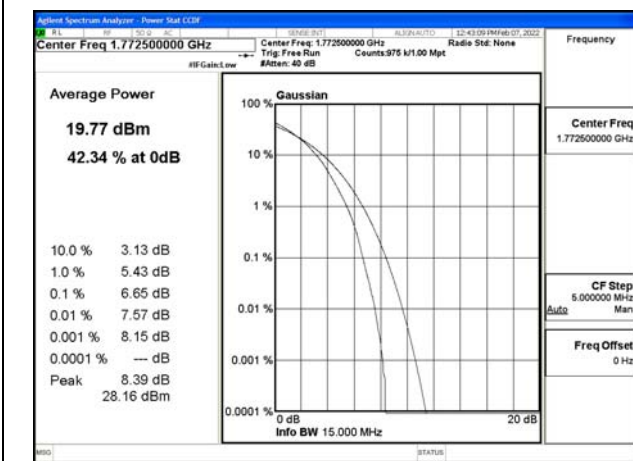 Agilent Spectrum Analyzer - Power Stat CCDF
RL RF 50 Ω AC SENSE:INT ALIGN AUTO 12:43:09 PM Feb 07, 2022
Center Freq 1.772500000 GHz
Center Freq: 1.772500000 GHz
Radio Std: None
Trig: Free Run Counts:975 k/1.00 Mpt
#IFGain:Low #Atten: 40 dB
Frequency
Average Power
19.77 dBm
42.34 % at 0dB
10.0 % 3.13 dB
1.0 % 5.43 dB
0.1 % 6.65 dB
0.01 % 7.57 dB
0.001 % 8.15 dB
0.0001 % --- dB
Peak 8.39 dB
28.16 dBm
Gaussian
100 %
10 %
1 %
0.1 %
0.01 %
0.001 %
0.0001 %
0 dB 20 dB
Info BW 15.000 MHz
Center Freq
1.772500000 GHz
CF Step
5.000000 MHz
Auto Man
Freq Offset
0 Hz
MSG STATUS